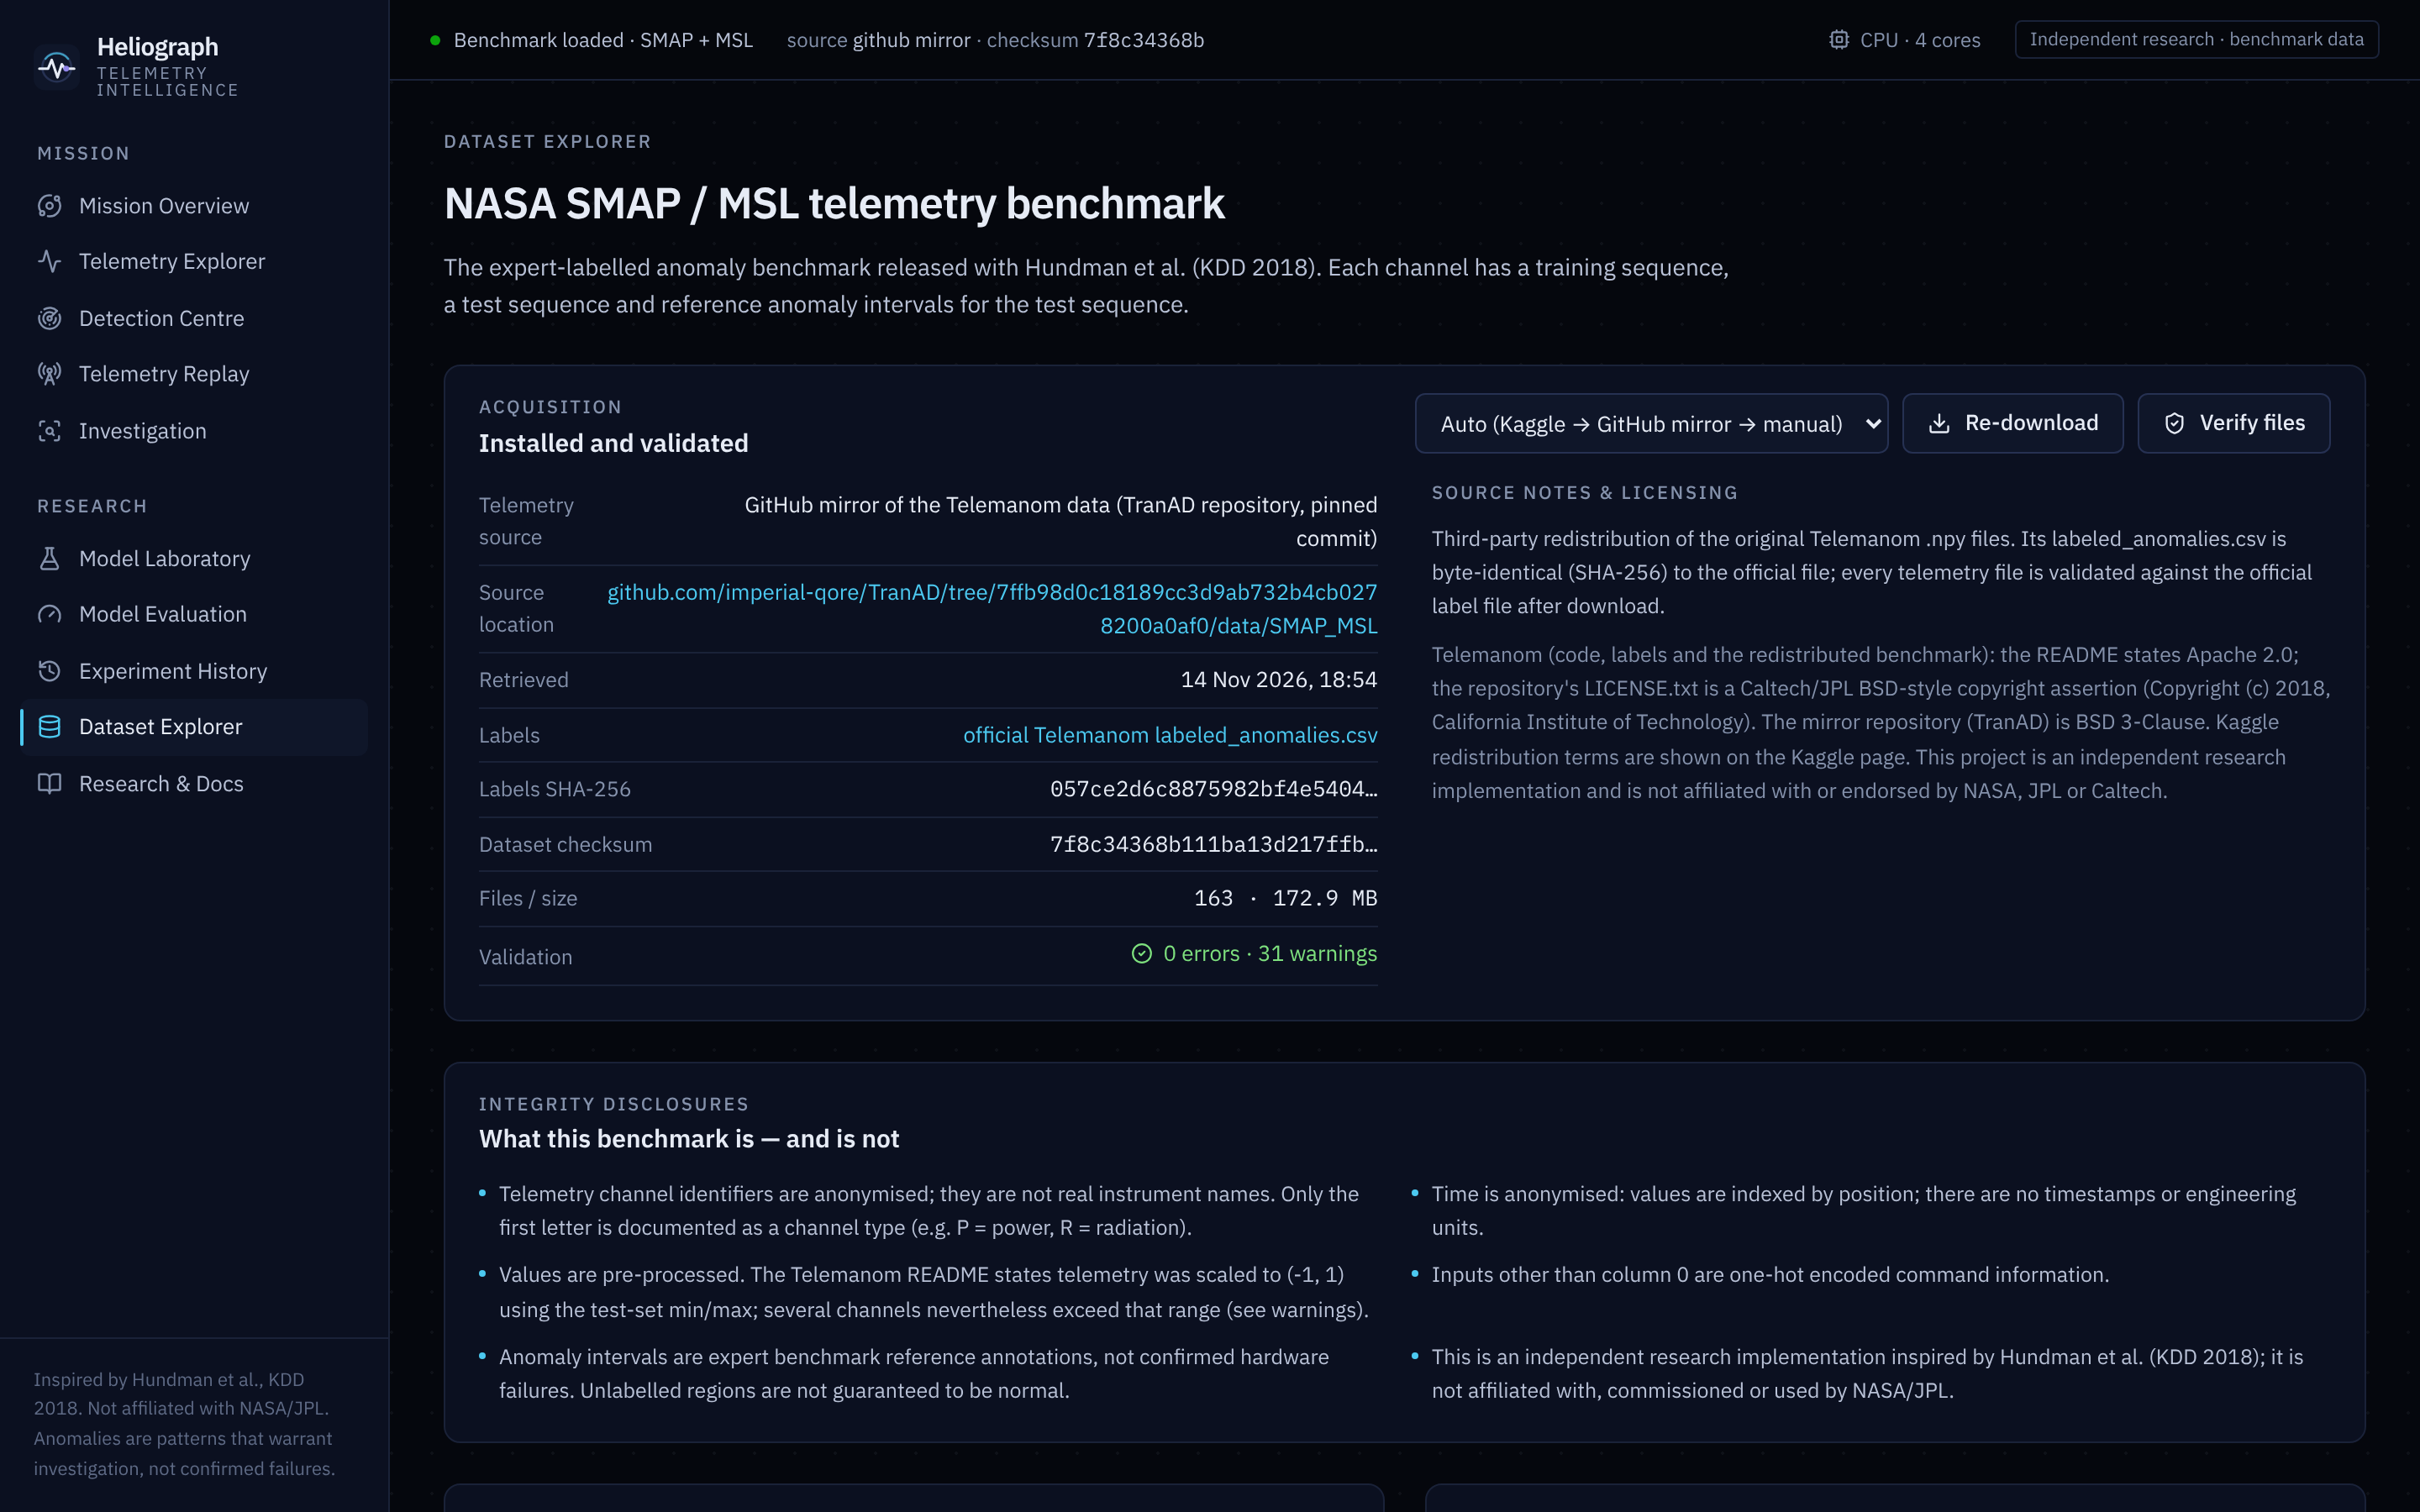 Heliograph
TELEMETRY
INTELLIGENCE
MISSION
Mission Overview
Telemetry Explorer
Detection Centre
Telemetry Replay
Investigation
RESEARCH
Model Laboratory
Model Evaluation
Experiment History
Dataset Explorer
Research & Docs
Inspired by Hundman et al., KDD
2018. Not affiliated with NASA/JPL.
Anomalies are patterns that warrant
investigation, not confirmed failures.
Benchmark loaded · SMAP + MSL
source github mirror · checksum 7f8c34368b
CPU · 4 cores
Independent research · benchmark data
DATASET EXPLORER
NASA SMAP / MSL telemetry benchmark
The expert-labelled anomaly benchmark released with Hundman et al. (KDD 2018). Each channel has a training sequence,
a test sequence and reference anomaly intervals for the test sequence.
ACQUISITION
Installed and validated
Auto (Kaggle → GitHub mirror → manual)
Re-download
Verify files
Telemetry
source
GitHub mirror of the Telemanom data (TranAD repository, pinned
commit)
Source
location
github.com/imperial-qore/TranAD/tree/7ffb98d0c18189cc3d9ab732b4cb027
8200a0af0/data/SMAP_MSL
Retrieved
14 Nov 2026, 18:54
Labels
official Telemanom labeled_anomalies.csv
Labels SHA-256
057ce2d6c8875982bf4e5404…
Dataset checksum
7f8c34368b111ba13d217ffb…
Files / size
163 · 172.9 MB
Validation
0 errors · 31 warnings
SOURCE NOTES & LICENSING
Third-party redistribution of the original Telemanom .npy files. Its labeled_anomalies.csv is
byte-identical (SHA-256) to the official file; every telemetry file is validated against the official
label file after download.
Telemanom (code, labels and the redistributed benchmark): the README states Apache 2.0;
the repository's LICENSE.txt is a Caltech/JPL BSD-style copyright assertion (Copyright (c) 2018,
California Institute of Technology). The mirror repository (TranAD) is BSD 3-Clause. Kaggle
redistribution terms are shown on the Kaggle page. This project is an independent research
implementation and is not affiliated with or endorsed by NASA, JPL or Caltech.
INTEGRITY DISCLOSURES
What this benchmark is — and is not
Telemetry channel identifiers are anonymised; they are not real instrument names. Only the
first letter is documented as a channel type (e.g. P = power, R = radiation).
Time is anonymised: values are indexed by position; there are no timestamps or engineering
units.
Values are pre-processed. The Telemanom README states telemetry was scaled to (-1, 1)
using the test-set min/max; several channels nevertheless exceed that range (see warnings).
Inputs other than column 0 are one-hot encoded command information.
Anomaly intervals are expert benchmark reference annotations, not confirmed hardware
failures. Unlabelled regions are not guaranteed to be normal.
This is an independent research implementation inspired by Hundman et al. (KDD 2018); it is
not affiliated with, commissioned or used by NASA/JPL.